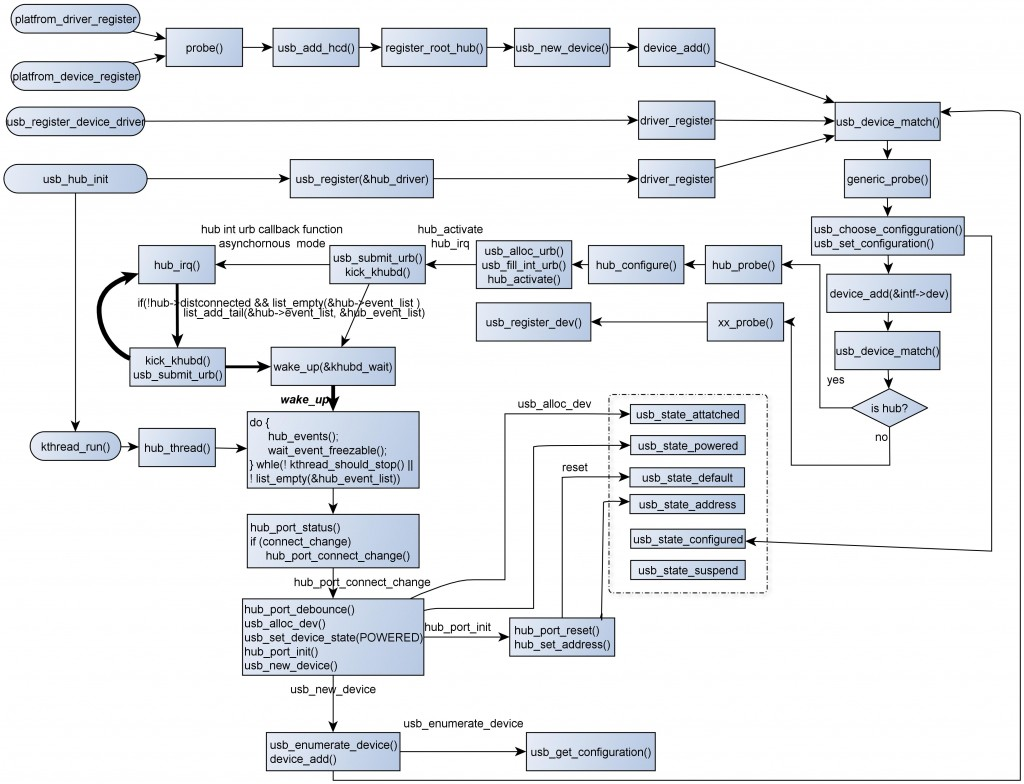 platfrom_driver_register
probe()
usb_add_hcd()
register_root_hub()
usb_new_device()
device_add()
platfrom_device_register
usb_register_device_driver
driver_register
usb_device_match()
usb_hub_init
usb_register(&hub_driver)
driver_register
generic_probe()
usb_choose_configguration()
usb_set_configuration()
hub int urb callback function
asynchornous mode
hub_activate
hub_irq
hub_irq()
usb_submit_urb()
kick_khubd()
usb_alloc_urb()
usb_fill_int_urb()
hub_activate()
hub_configure()
hub_probe()
device_add(&intf->dev)
if(!hub->distconnected && list_empty(&hub->event_list )
list_add_tail(&hub->event_list, &hub_event_list)
usb_register_dev()
xx_probe()
usb_device_match()
kick_khubd()
usb_submit_urb()
wake_up(&khubd_wait)
yes
is hub?
no
wake_up
usb_alloc_dev
usb_state_attatched
kthread_run()
hub_thread()
do {
hub_events();
wait_event_freezable();
} whle(! kthread_should_stop() ||
! list_empty(&hub_event_list))
usb_state_powered
reset
usb_state_default
usb_state_address
hub_port_status()
if (connect_change)
hub_port_connect_change()
usb_state_configured
usb_state_suspend
hub_port_connect_change
hub_port_debounce()
usb_alloc_dev()
usb_set_device_state(POWERED)
hub_port_init()
usb_new_device()
hub_port_init
hub_port_reset()
hub_set_address()
usb_new_device
usb_enumerate_device
usb_enumerate_device()
device_add()
usb_get_configuration()